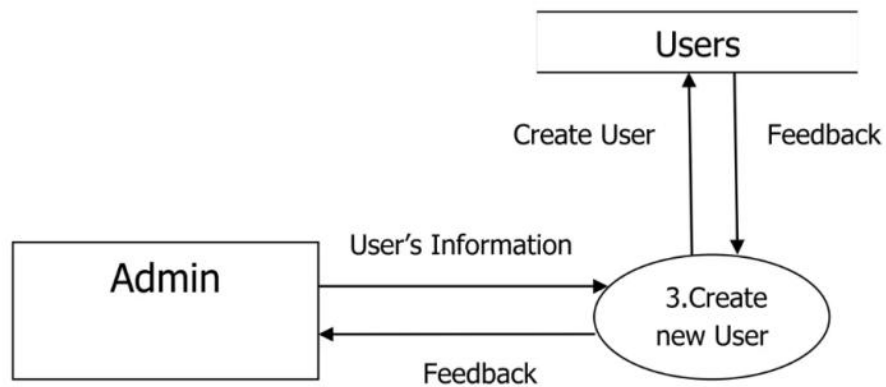 Users
Create User
Feedback
User’s Information
Admin
3.Create
new User
Feedback